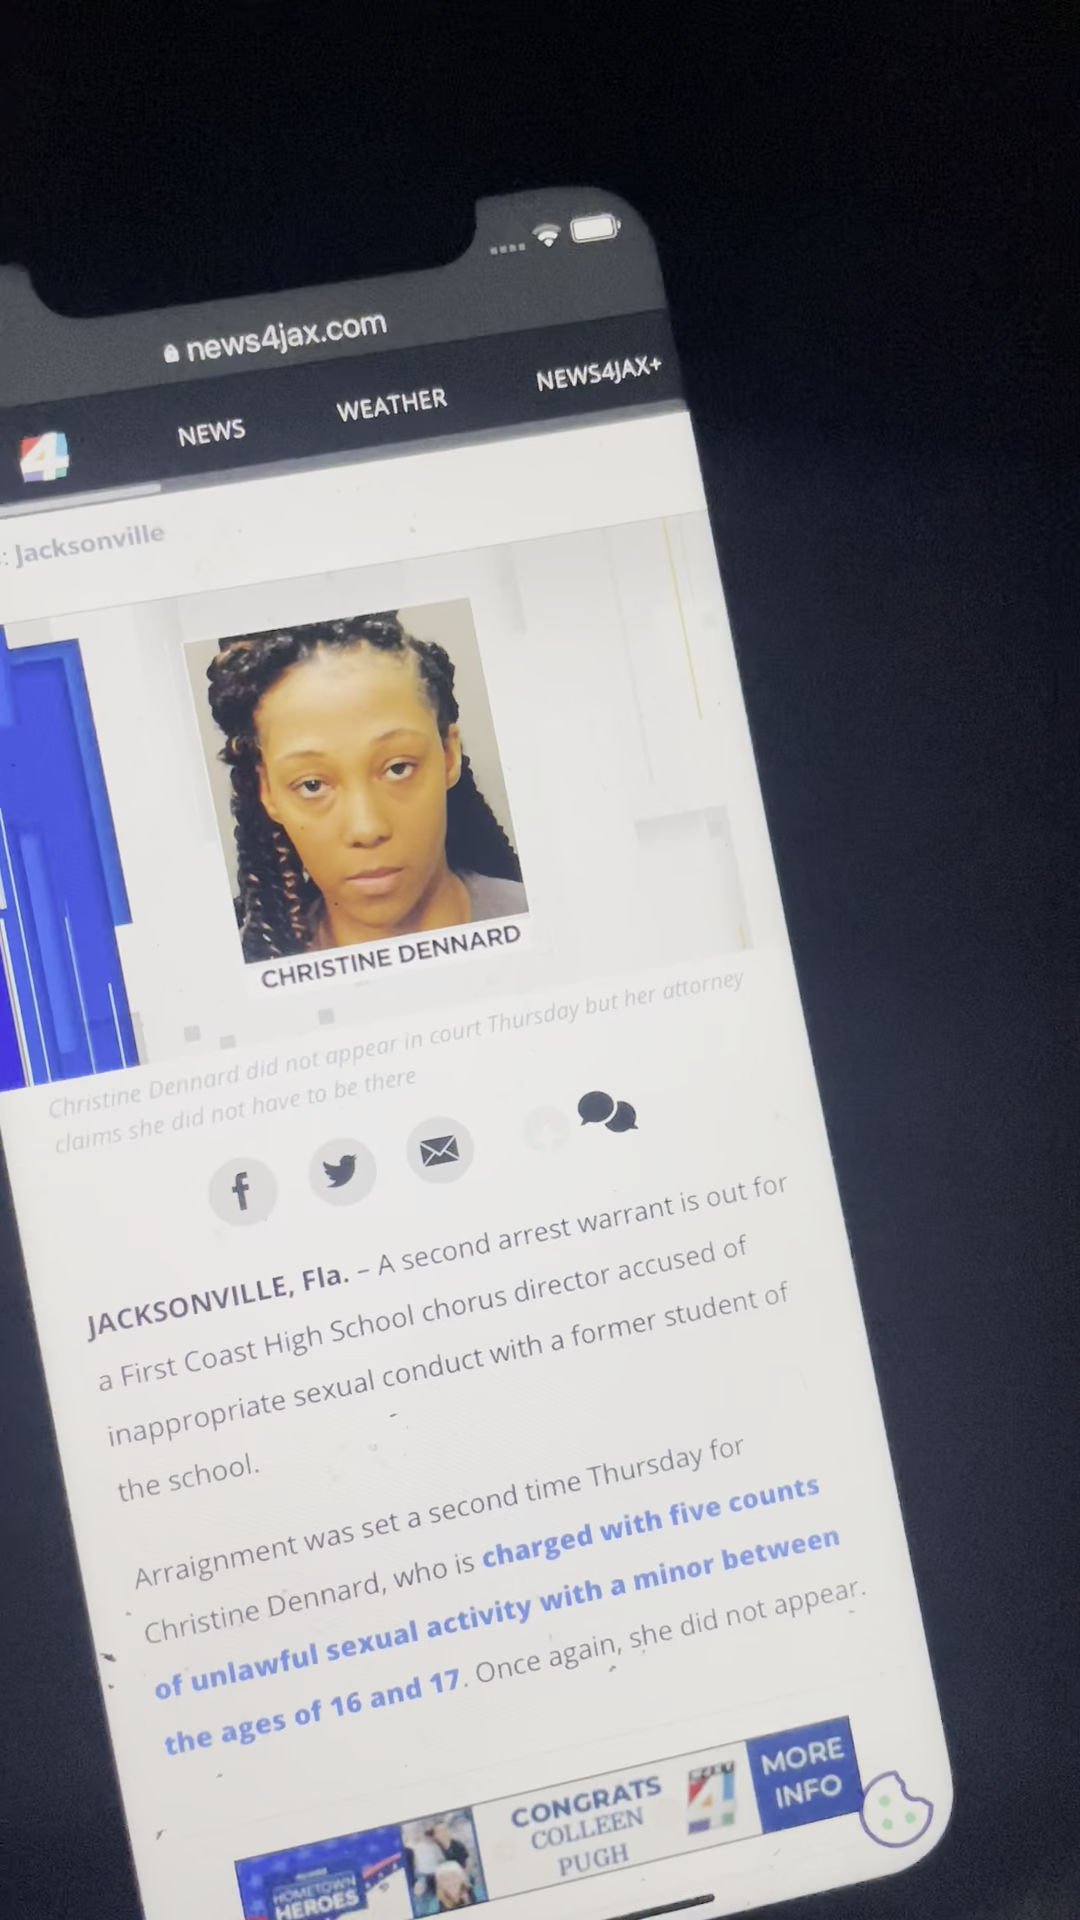 news4jax.com
4
NEWS
WEATHER
NEWS4JAX+
: Jacksonville
CHRISTINE DENNARD
Christine Dennard did not appear in court Thursday but her attorney
claims she did not have to be there
JACKSONVILLE, Fla. – A second arrest warrant is out for
a First Coast High School chorus director accused of
inappropriate sexual conduct with a former student of
the school.
Arraignment was set a second time Thursday for
Christine Dennard, who is charged with five counts
of unlawful sexual activity with a minor between
the ages of 16 and 17. Once again, she did not appear.
HOMETOWN
HEROES
CONGRATS
COLLEEN
PUGH
4
MORE
INFO